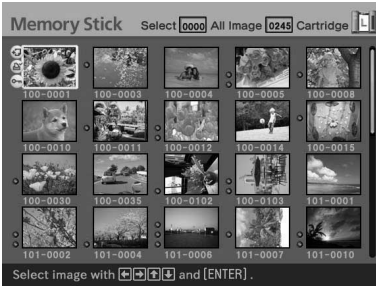 Memory Stick Select 0000 All Image 0245 Cartridge L
100-0001 100-0003 100-0004 100-0005 100-0008
100-0010 100-0011 100-0012 100-0014 100-0015
100-0030 100-0035 100-0102 100-0103 101-0001
101-0002 101-0004 101-0006 101-0007 101-0010
Select image with and [ENTER] .